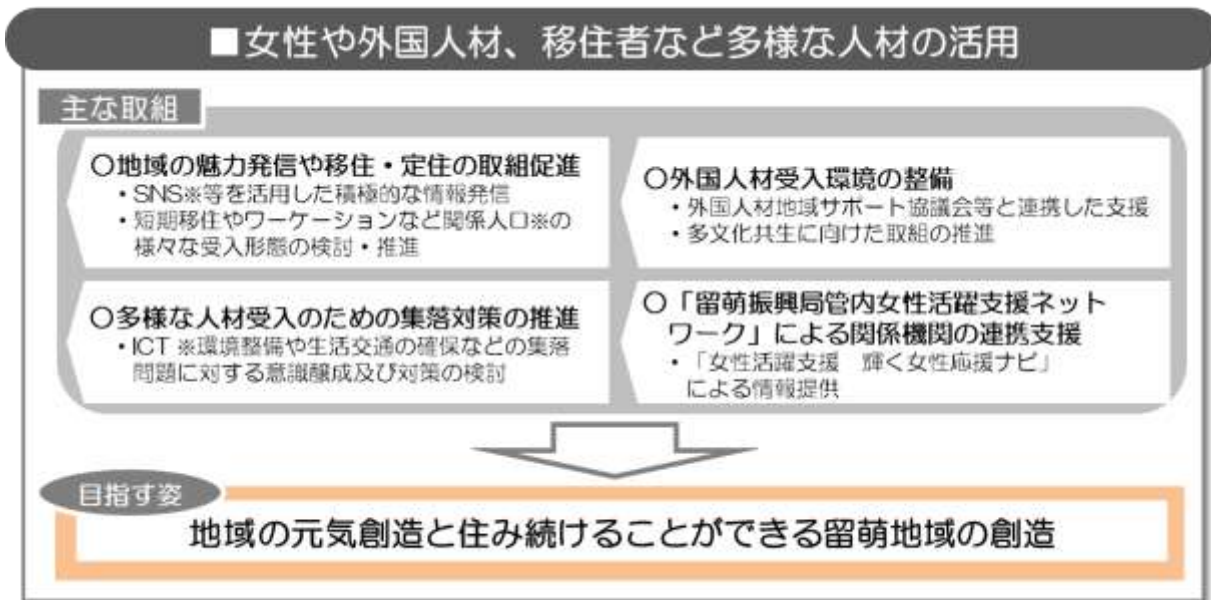 ■女性や外国人材、移住者など多様な人材の活用
主な取組
〇地域の魅力発信や移住・定住の取組促進
・SNS※等を活用した積極的な情報発信
・短期移住やワーケーションなど関係人口※の
様々な受入形態の検討・推進
〇外国人材受入環境の整備
・外国人材地域サポート協議会等と連携した支援
・多文化共生に向けた取組の推進
〇多様な人材受入のための集落対策の推進
・ICT ※環境整備や生活交通の確保などの集落
問題に対する意識醸成及び対策の検討
〇「留萌振興局管内女性活躍支援ネット
ワーク」による関係機関の連携支援
・「女性活躍支援　輝く女性応援ナビ」
による情報提供
目指す姿
地域の元気創造と住み続けることができる留萌地域の創造